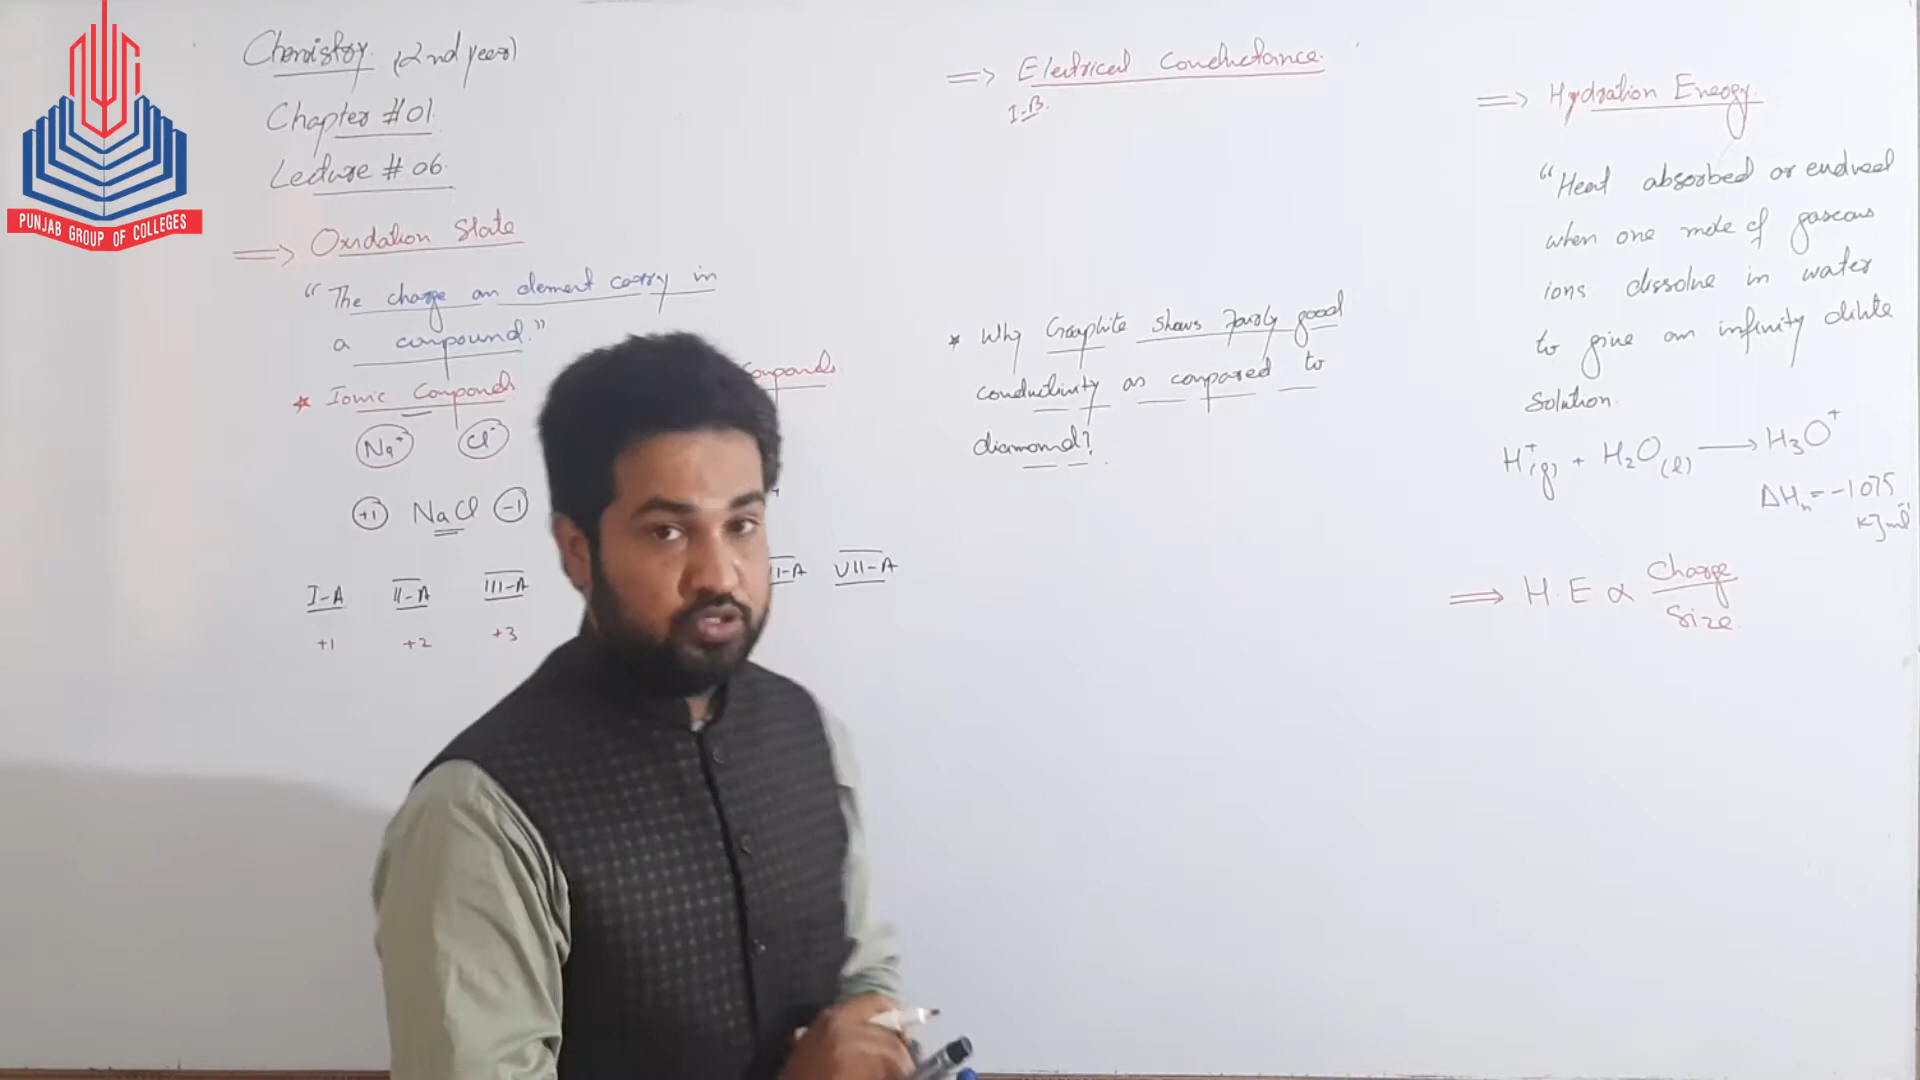 PUNJAB GROUP OF COLLEGES
Chemistry (2nd year)
Chapter #01
Lecture # 06
⇒ Oxidation State
"The charge an element carry in
a compound."
* Ionic Compounds
Na⁺ Cl⁻
+1 NaCl -1
I-A II-A III-A VII-A
+1 +2 +3
⇒ Electrical Conductance
I-B.
* Why Graphite shows fairly good
conductivity as compared to
diamond?
⇒ Hydration Energy
"Heat absorbed or
when one mole of gaseous
ions dissolve in water
to give an infinity dilute
Solution.
H⁺(g) + H₂O(l) → H₃O⁺
ΔHₙ = -1075
kJmol⁻¹
⇒ H.E ∝ Charge
Size